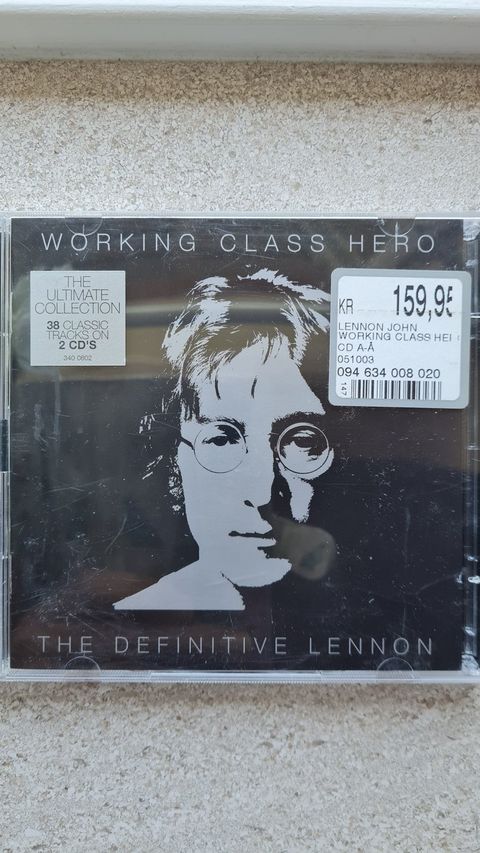 WORKING CLASS HERO
THE
ULTIMATE
COLLECTION
38 CLASSIC
TRACKS ON
2 CD'S
340 0802
KR 159,95
LENNON JOHN
WORKING CLASS HE
CD A-Å
051003
094 634 008 020
147
THE DEFINITIVE LENNON